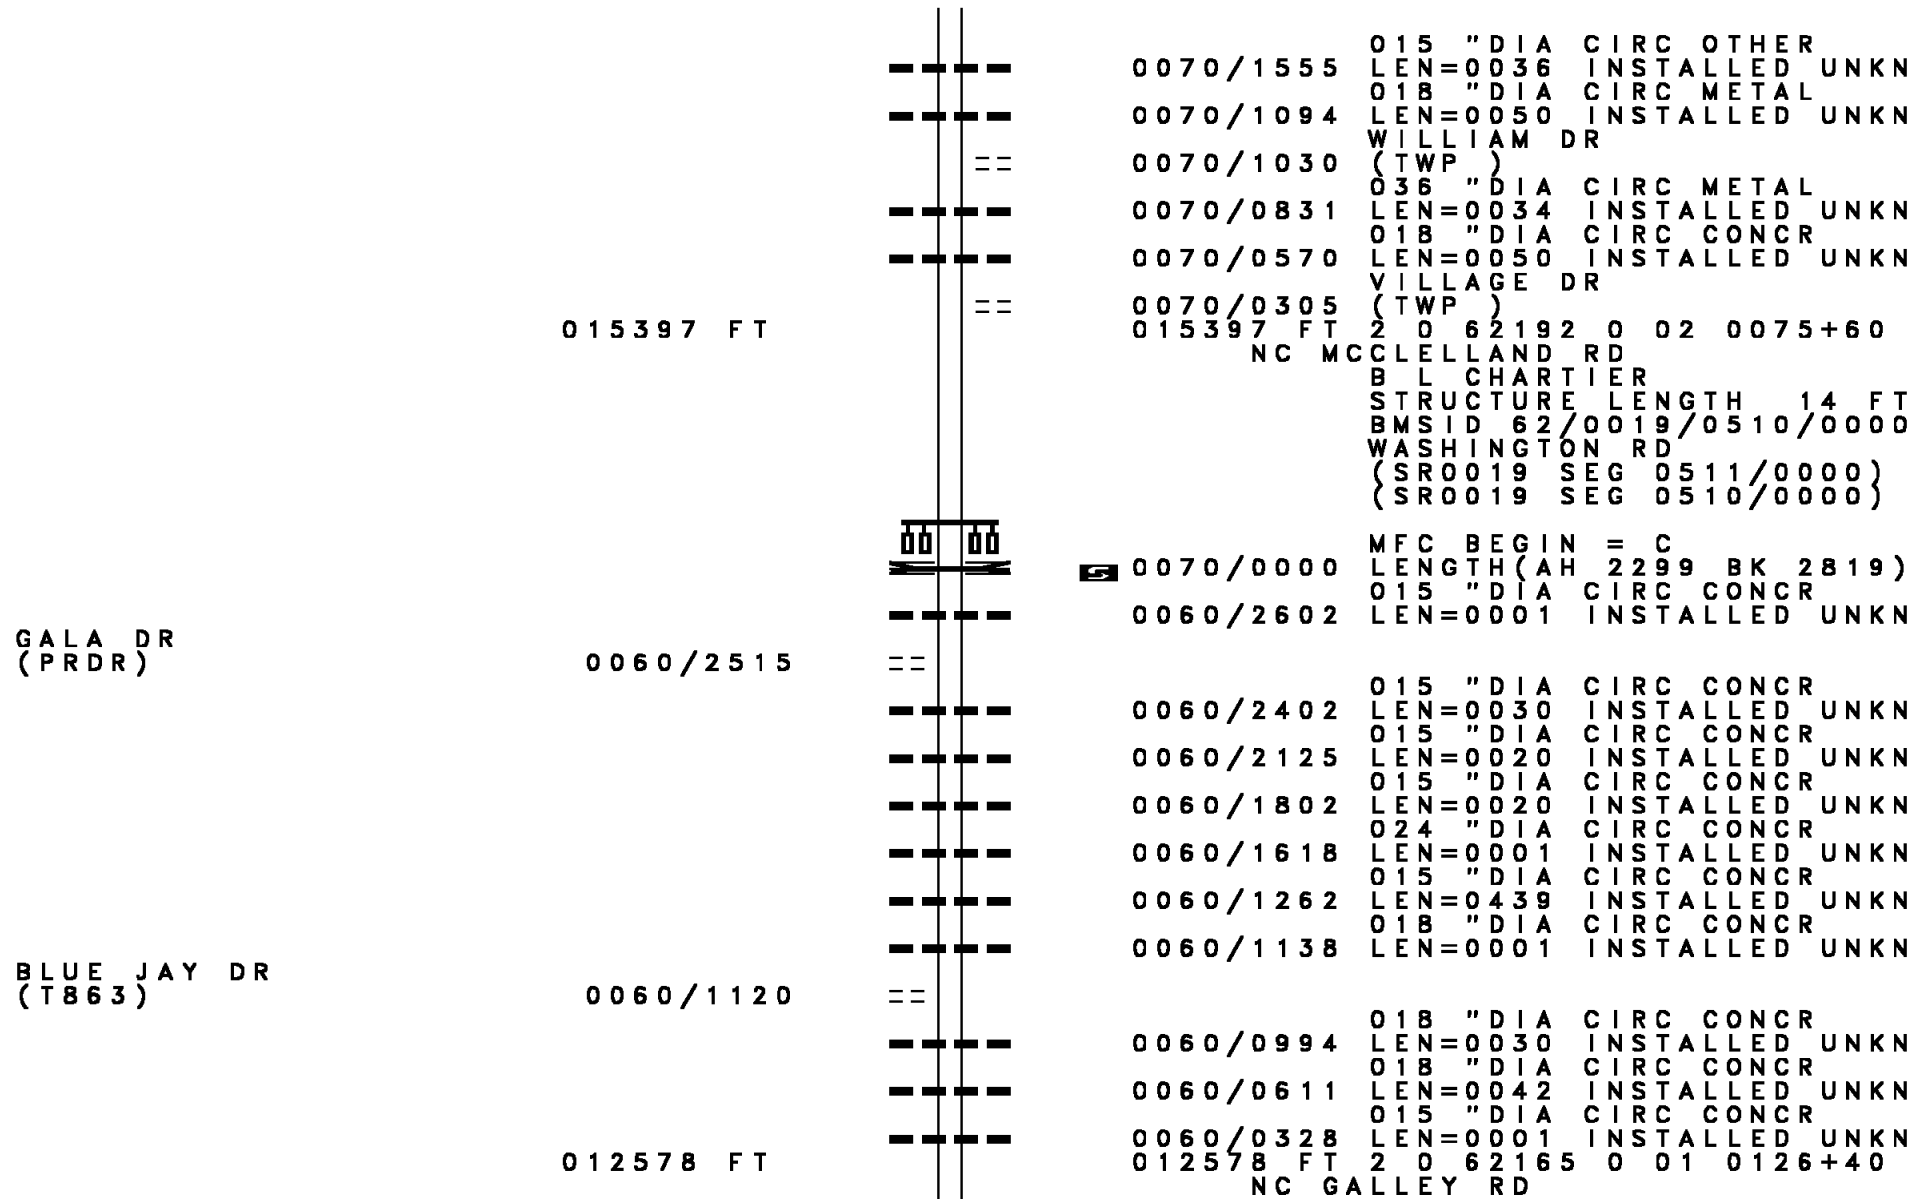 015 "DIA CIRC OTHER
0070/1555 LEN=0036 INSTALLED UNKN
018 "DIA CIRC METAL
0070/1094 LEN=0050 INSTALLED UNKN
WILLIAM DR
0070/1030 (TWP )
036 "DIA CIRC METAL
0070/0831 LEN=0034 INSTALLED UNKN
018 "DIA CIRC CONCR
0070/0570 LEN=0050 INSTALLED UNKN
VILLAGE DR
0070/0305 (TWP )
015397 FT 015397 FT 2 0 62192 0 02 0075+60
NC MCCLELLAND RD
B L CHARTIER
STRUCTURE LENGTH 14 FT
BMSID 62/0019/0510/0000
WASHINGTON RD
(SR0019 SEG 0511/0000)
(SR0019 SEG 0510/0000)
MFC BEGIN = C
S 0070/0000 LENGTH(AH 2299 BK 2819)
015 "DIA CIRC CONCR
0060/2602 LEN=0001 INSTALLED UNKN
GALA DR
(PRDR) 0060/2515
015 "DIA CIRC CONCR
0060/2402 LEN=0030 INSTALLED UNKN
015 "DIA CIRC CONCR
0060/2125 LEN=0020 INSTALLED UNKN
015 "DIA CIRC CONCR
0060/1802 LEN=0020 INSTALLED UNKN
024 "DIA CIRC CONCR
0060/1618 LEN=0001 INSTALLED UNKN
015 "DIA CIRC CONCR
0060/1262 LEN=0439 INSTALLED UNKN
018 "DIA CIRC CONCR
0060/1138 LEN=0001 INSTALLED UNKN
BLUE JAY DR
(T863) 0060/1120
018 "DIA CIRC CONCR
0060/0994 LEN=0030 INSTALLED UNKN
018 "DIA CIRC CONCR
0060/0611 LEN=0042 INSTALLED UNKN
015 "DIA CIRC CONCR
0060/0328 LEN=0001 INSTALLED UNKN
012578 FT 012578 FT 2 0 62165 0 01 0126+40
NC GALLEY RD